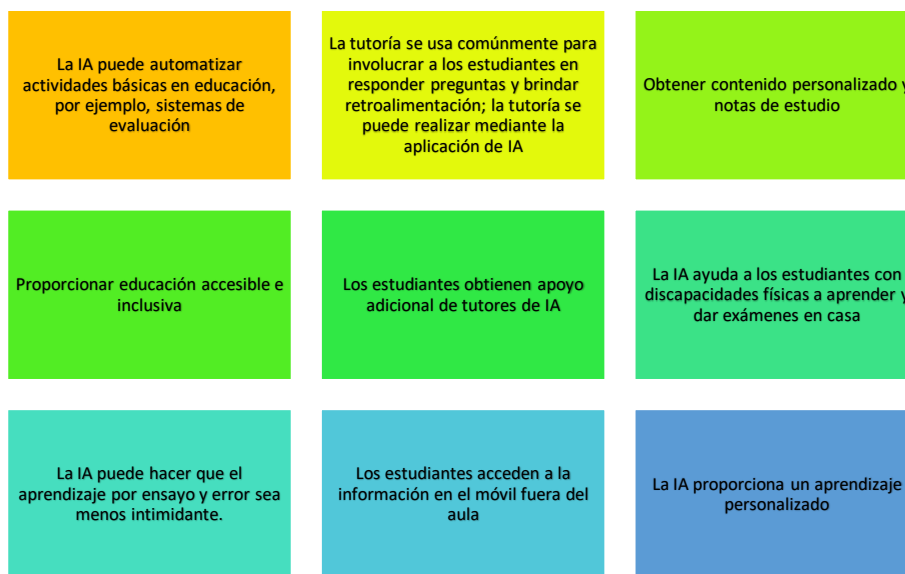 La IA puede automatizar
actividades básicas en educación,
por ejemplo, sistemas de
evaluación
La tutoría se usa comúnmente para
involucrar a los estudiantes en
responder preguntas y brindar
retroalimentación; la tutoría se
puede realizar mediante la
aplicación de IA
Obtener contenido personalizado y
notas de estudio
Proporcionar educación accesible e
inclusiva
Los estudiantes obtienen apoyo
adicional de tutores de IA
La IA ayuda a los estudiantes con
discapacidades físicas a aprender y
dar exámenes en casa
La IA puede hacer que el
aprendizaje por ensayo y error sea
menos intimidante.
Los estudiantes acceden a la
información en el móvil fuera del
aula
La IA proporciona un aprendizaje
personalizado